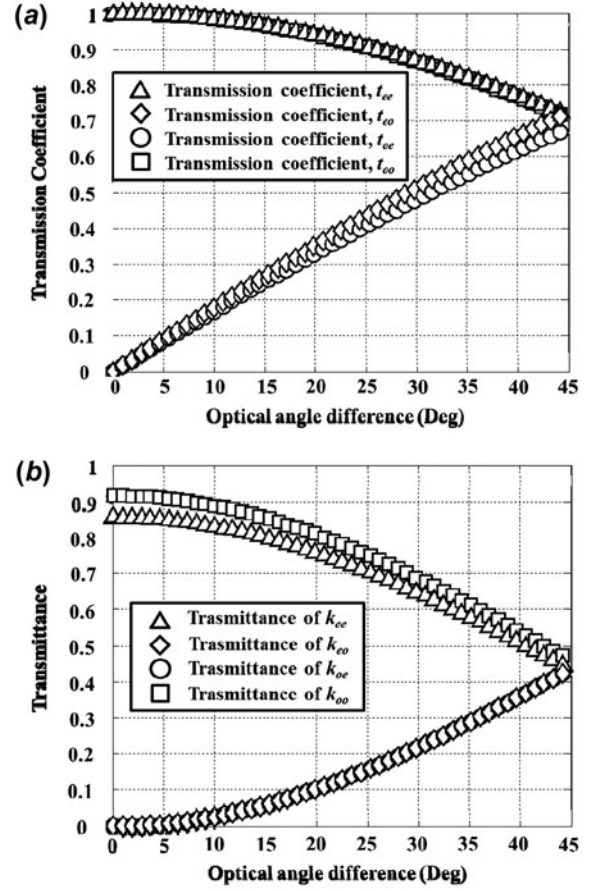 (a)
1
0.9
0.8
0.7
0.6
0.5
0.4
0.3
0.2
0.1
0
Transmission Coefficient
Transmission coefficient, tee
Transmission coefficient, teo
Transmission coefficient, toe
Transmission coefficient, too
0 5 10 15 20 25 30 35 40 45
Optical angle difference (Deg)
(b)
1
0.9
0.8
0.7
0.6
0.5
0.4
0.3
0.2
0.1
0
Transmittance
Trasmittance of kee
Trasmittance of keo
Trasmittance of koe
Trasmittance of koo
0 5 10 15 20 25 30 35 40 45
Optical angle difference (Deg)